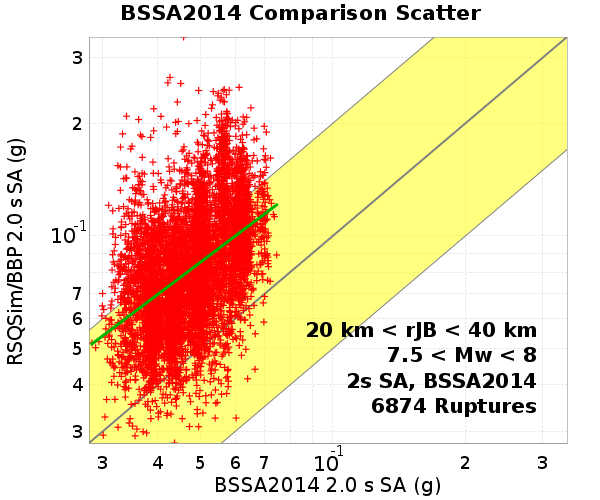 BSSA2014 Comparison Scatter
RSQSim/BBP 2.0 s SA (g)
3
2
10-1
7
6
5
4
3
20 km < rJB < 40 km
7.5 < Mw < 8
2s SA, BSSA2014
6874 Ruptures
3 4 5 6 7 10-1 2 3
BSSA2014 2.0 s SA (g)